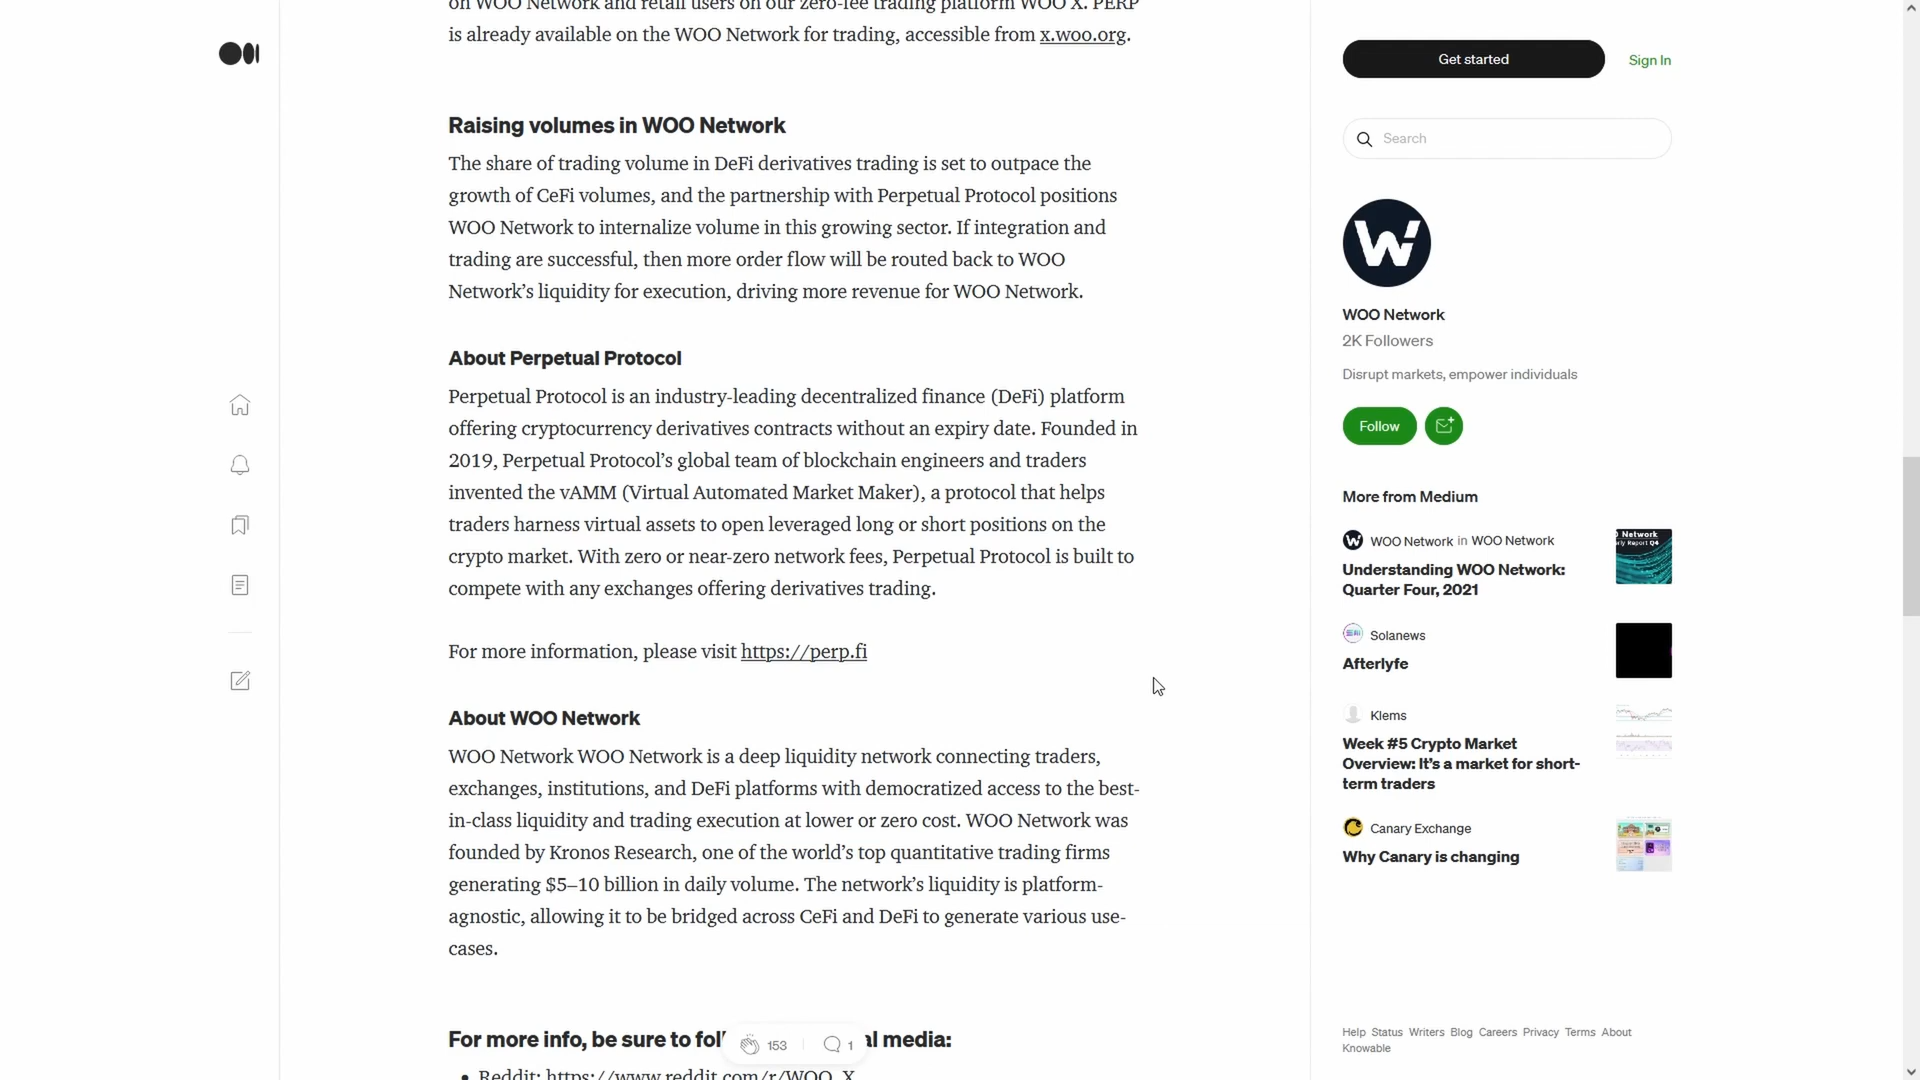 on WOO Network and retail users on our zero-fee trading platform WOO X. PERP
is already available on the WOO Network for trading, accessible from x.woo.org.
Raising volumes in WOO Network
The share of trading volume in DeFi derivatives trading is set to outpace the
growth of CeFi volumes, and the partnership with Perpetual Protocol positions
WOO Network to internalize volume in this growing sector. If integration and
trading are successful, then more order flow will be routed back to WOO
Network’s liquidity for execution, driving more revenue for WOO Network.
About Perpetual Protocol
Perpetual Protocol is an industry-leading decentralized finance (DeFi) platform
offering cryptocurrency derivatives contracts without an expiry date. Founded in
2019, Perpetual Protocol’s global team of blockchain engineers and traders
invented the vAMM (Virtual Automated Market Maker), a protocol that helps
traders harness virtual assets to open leveraged long or short positions on the
crypto market. With zero or near-zero network fees, Perpetual Protocol is built to
compete with any exchanges offering derivatives trading.
For more information, please visit https://perp.fi
About WOO Network
WOO Network WOO Network is a deep liquidity network connecting traders,
exchanges, institutions, and DeFi platforms with democratized access to the best-
in-class liquidity and trading execution at lower or zero cost. WOO Network was
founded by Kronos Research, one of the world’s top quantitative trading firms
generating $5–10 billion in daily volume. The network’s liquidity is platform-
agnostic, allowing it to be bridged across CeFi and DeFi to generate various use-
cases.
For more info, be sure to fol al media:
153 1
Reddit: https://www.reddit.com/r/WOO_X
Get started Sign In
Search
WOO Network
2K Followers
Disrupt markets, empower individuals
Follow
More from Medium
WOO Network in WOO Network
Understanding WOO Network:
Quarter Four, 2021
Network
Report Q4
Solanews
Afterlyfe
Klems
Week #5 Crypto Market
Overview: It’s a market for short-
term traders
Canary Exchange
Why Canary is changing
Help Status Writers Blog Careers Privacy Terms About
Knowable